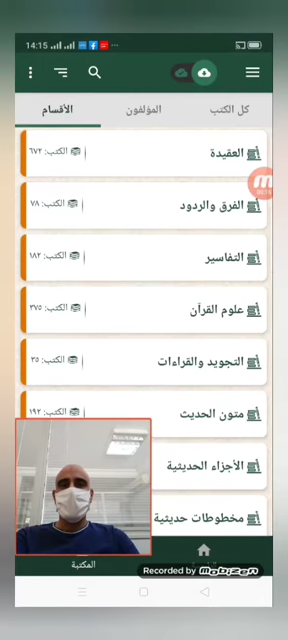 14:15
كل الكتب
المؤلفون
الأقسام
العقيدة
الكتب: ٦٧٢
الفرق والردود
الكتب: ٧٨
التفاسير
الكتب: ١٨٢
علوم القرآن
الكتب: ٣٧٥
التجويد والقراءات
الكتب: ٣٥
متون الحديث
الكتب: ١٩٢
الأجزاء الحديثية
مخطوطات حديثية
المكتبة
Recorded by mobizen